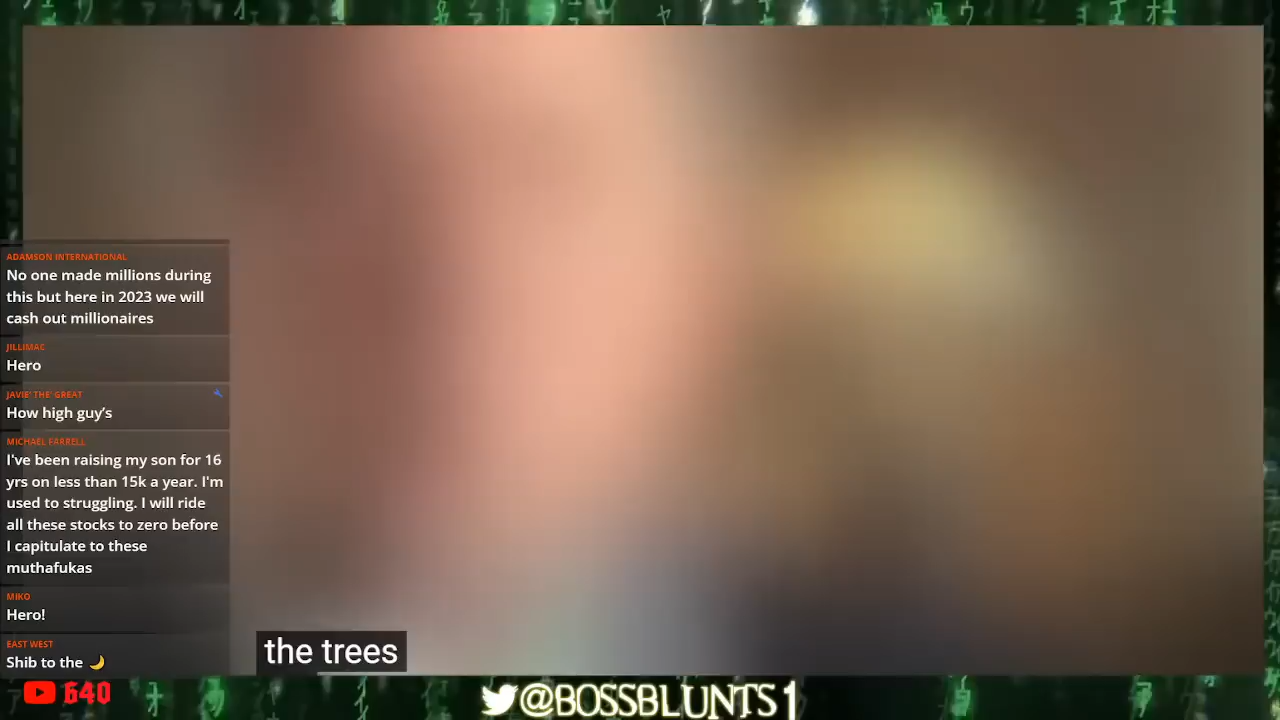 ADAMSON INTERNATIONAL
No one made millions during
this but here in 2023 we will
cash out millionaires
JILLIMAC
Hero
JAVIE' THE' GREAT
How high guy's
MICHAEL FARRELL
I've been raising my son for 16
yrs on less than 15k a year. I'm
used to struggling. I will ride
all these stocks to zero before
I capitulate to these
muthafukas
MIKO
Hero!
EAST WEST
Shib to the 🌙
the trees
640
@BOSSBLUNTS1